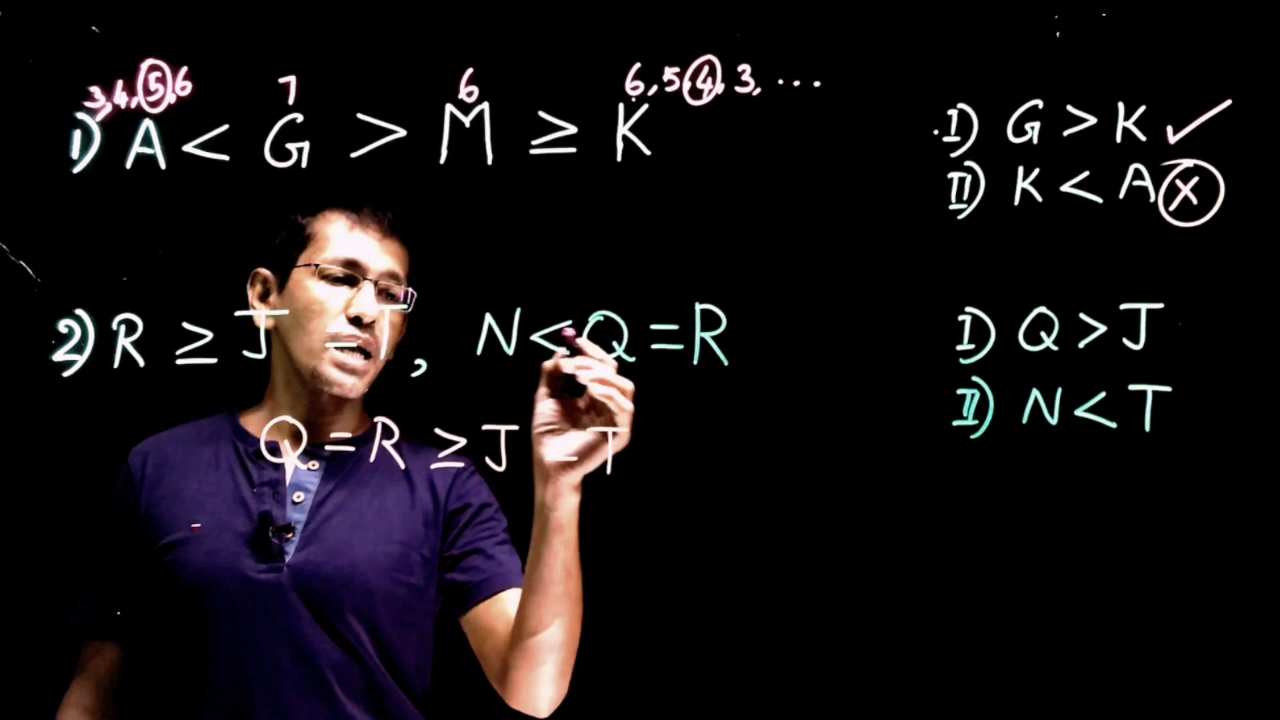 3, 4, 5, 6 7 6 6, 5, 4, 3, ...
1) A < G > M ≥ K
I) G > K ✓
II) K < A X
2) R ≥ J = T, N < Q = R
Q = R ≥ J = T
I) Q > J
II) N < T